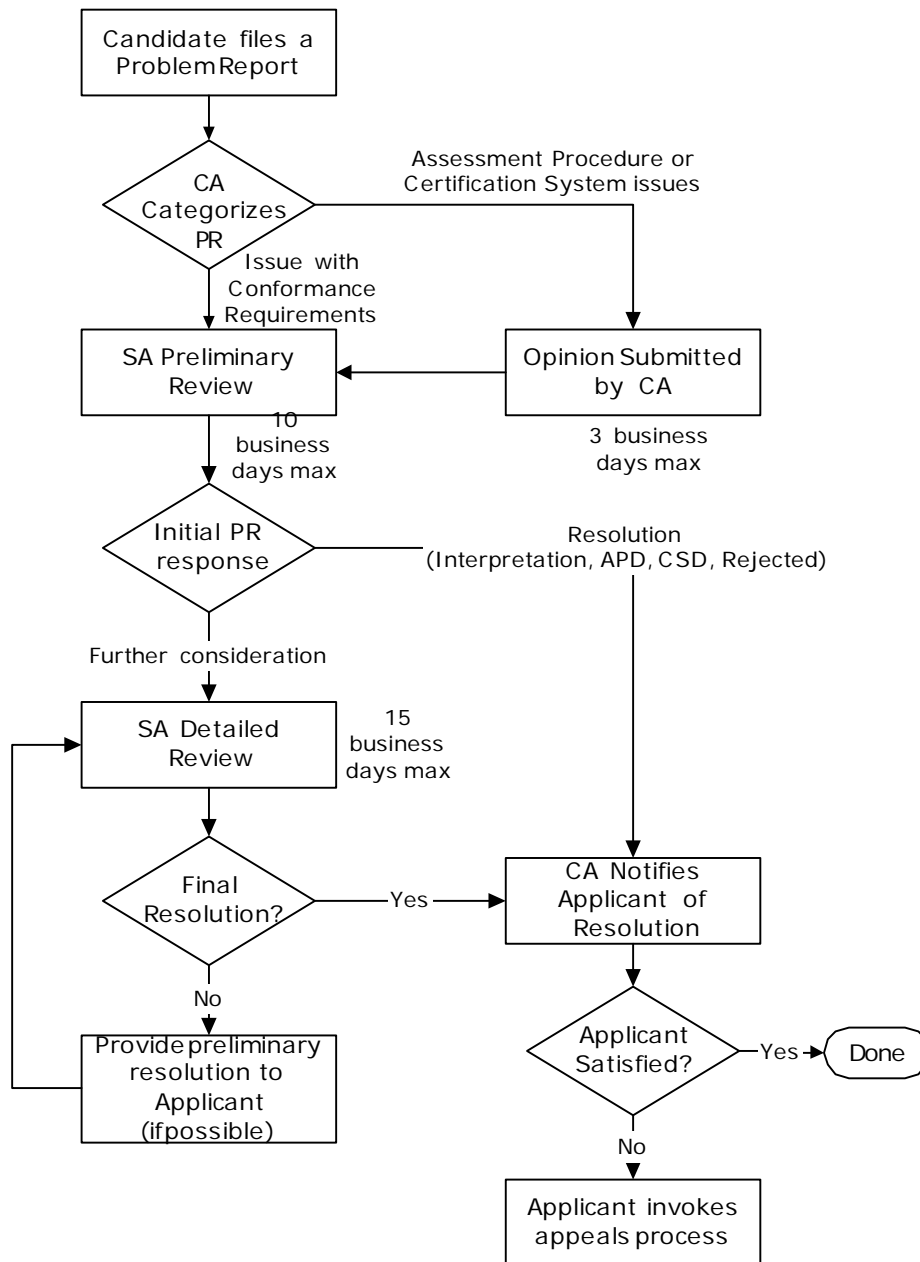 Candidate files a
Problem Report
CA
Categorizes
PR
Assessment Procedure or
Certification System issues
Issue with
Conformance
Requirements
SA Preliminary
Review
Opinion Submitted
by CA
10
business
days max
3 business
days max
Initial PR
response
Resolution
(Interpretation, APD, CSD, Rejected)
Further consideration
SA Detailed
Review
15
business
days max
Final
Resolution?
Yes
CA Notifies
Applicant of
Resolution
No
Provide preliminary
resolution to
Applicant
(if possible)
Applicant
Satisfied?
Yes
Done
No
Applicant invokes
appeals process